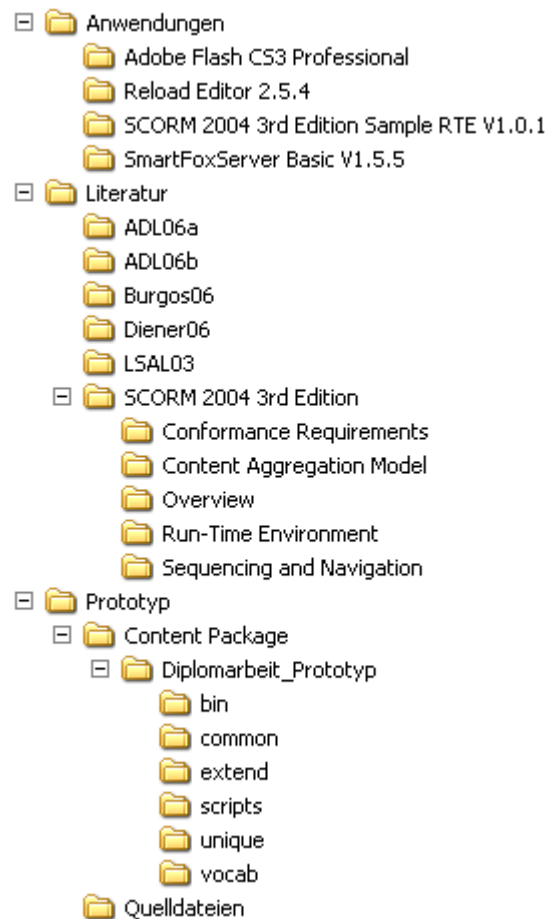 Anwendungen
Adobe Flash CS3 Professional
Reload Editor 2.5.4
SCORM 2004 3rd Edition Sample RTE V1.0.1
SmartFoxServer Basic V1.5.5
Literatur
ADL06a
ADL06b
Burgos06
Diener06
LSAL03
SCORM 2004 3rd Edition
Conformance Requirements
Content Aggregation Model
Overview
Run-Time Environment
Sequencing and Navigation
Prototyp
Content Package
Diplomarbeit_Prototyp
bin
common
extend
scripts
unique
vocab
Quelldateien